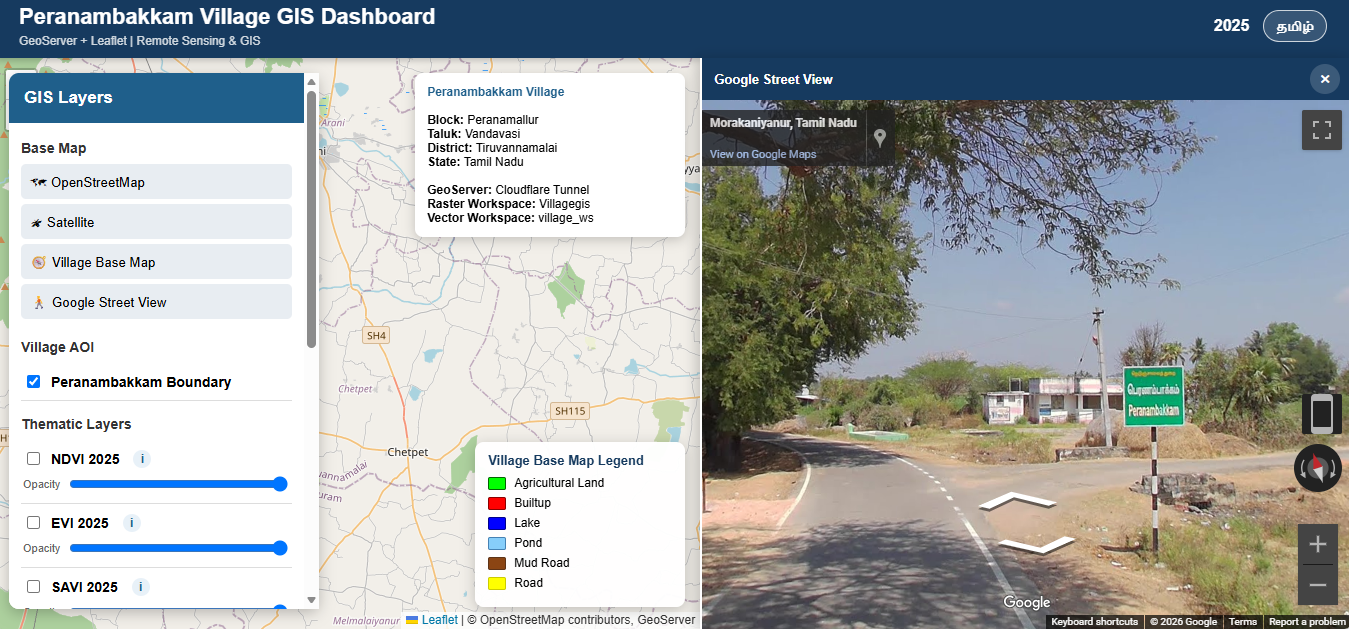 Peranambakkam Village GIS Dashboard
GeoServer + Leaflet | Remote Sensing & GIS
2025
தமிழ்
GIS Layers
Base Map
OpenStreetMap
Satellite
Village Base Map
Google Street View
Village AOI
Peranambakkam Boundary
Thematic Layers
NDVI 2025 i
Opacity
EVI 2025 i
Opacity
SAVI 2025 i
Arani
SH4
Chetpet
SH115
Chetpet
Melmalaiyanur
Peranambakkam Village
Block: Peranamallur
Taluk: Vandavasi
District: Tiruvannamalai
State: Tamil Nadu
GeoServer: Cloudflare Tunnel
Raster Workspace: Villagegis
Vector Workspace: village_ws
Village Base Map Legend
Agricultural Land
Builtup
Lake
Pond
Mud Road
Road
Leaflet | © OpenStreetMap contributors, GeoServer
Google Street View
Morakaniyanur, Tamil Nadu
View on Google Maps
பெரணம்பாக்கம்
Peranambakkam
Google
Keyboard shortcuts
© 2026 Google
Terms
Report a problem